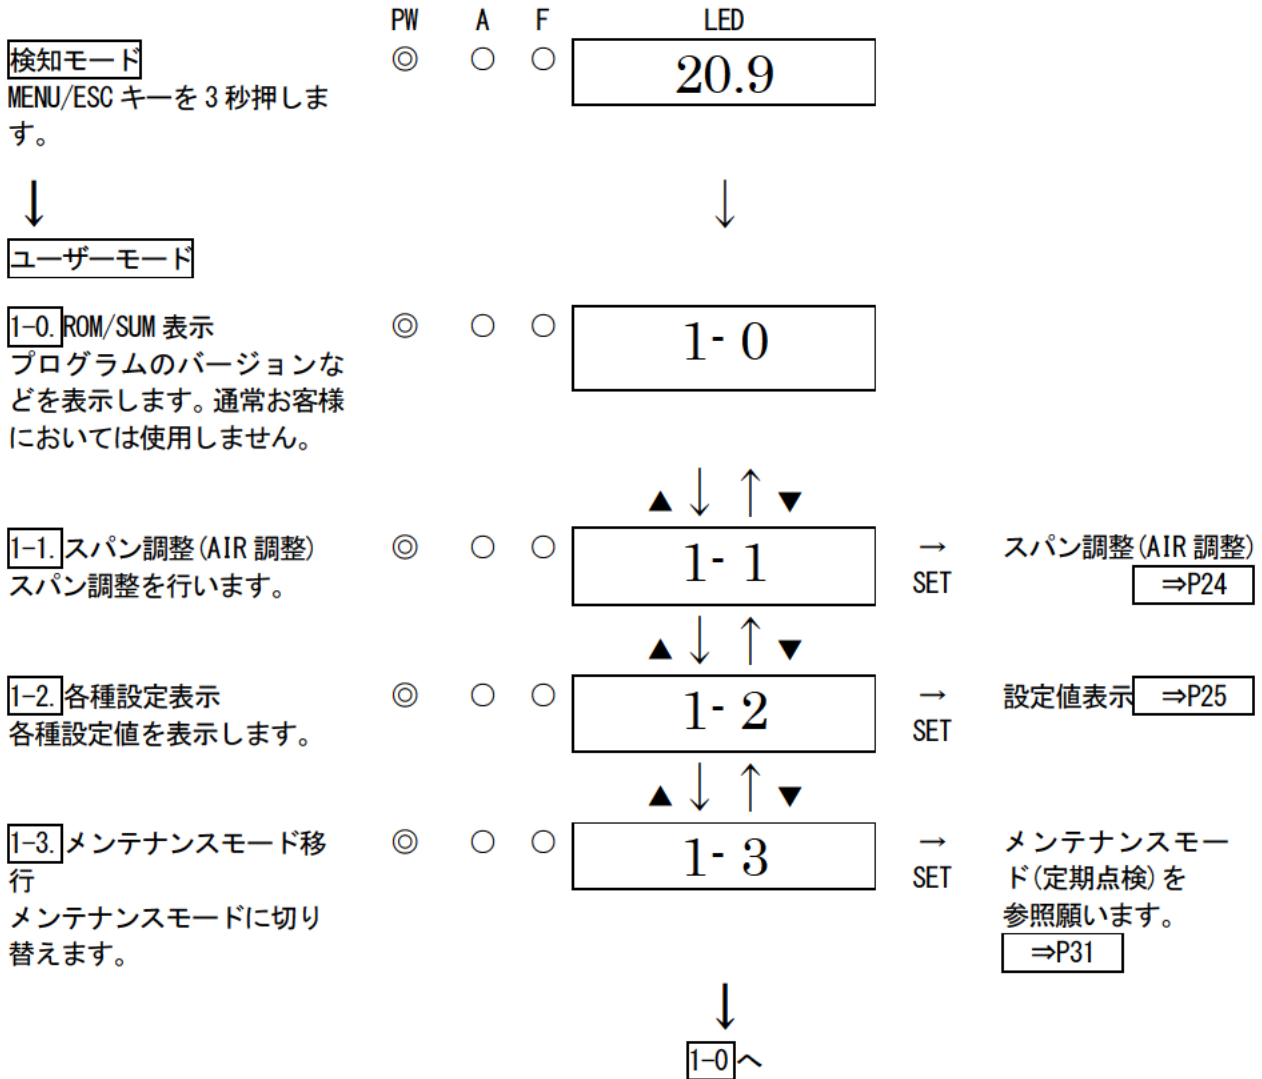 PW A F LED
検知モード ◎ ○ ○ 20.9
MENU/ESC キーを 3 秒押しま
す。
↓ ↓
ユーザーモード
1-0. ROM/SUM 表示 ◎ ○ ○ 1- 0
プログラムのバージョンな
どを表示します。通常お客様
においては使用しません。
▲ ↓ ↑ ▼
1-1. スパン調整(AIR 調整) ◎ ○ ○ 1- 1 → スパン調整(AIR 調整)
スパン調整を行います。 SET ⇒P24
▲ ↓ ↑ ▼
1-2. 各種設定表示 ◎ ○ ○ 1- 2 → 設定値表示 ⇒P25
各種設定値を表示します。 SET
▲ ↓ ↑ ▼
1-3. メンテナンスモード移 ◎ ○ ○ 1- 3 → メンテナンスモー
行 SET ド(定期点検)を
メンテナンスモードに切り 参照願います。
替えます。 ⇒P31
↓
1-0 へ